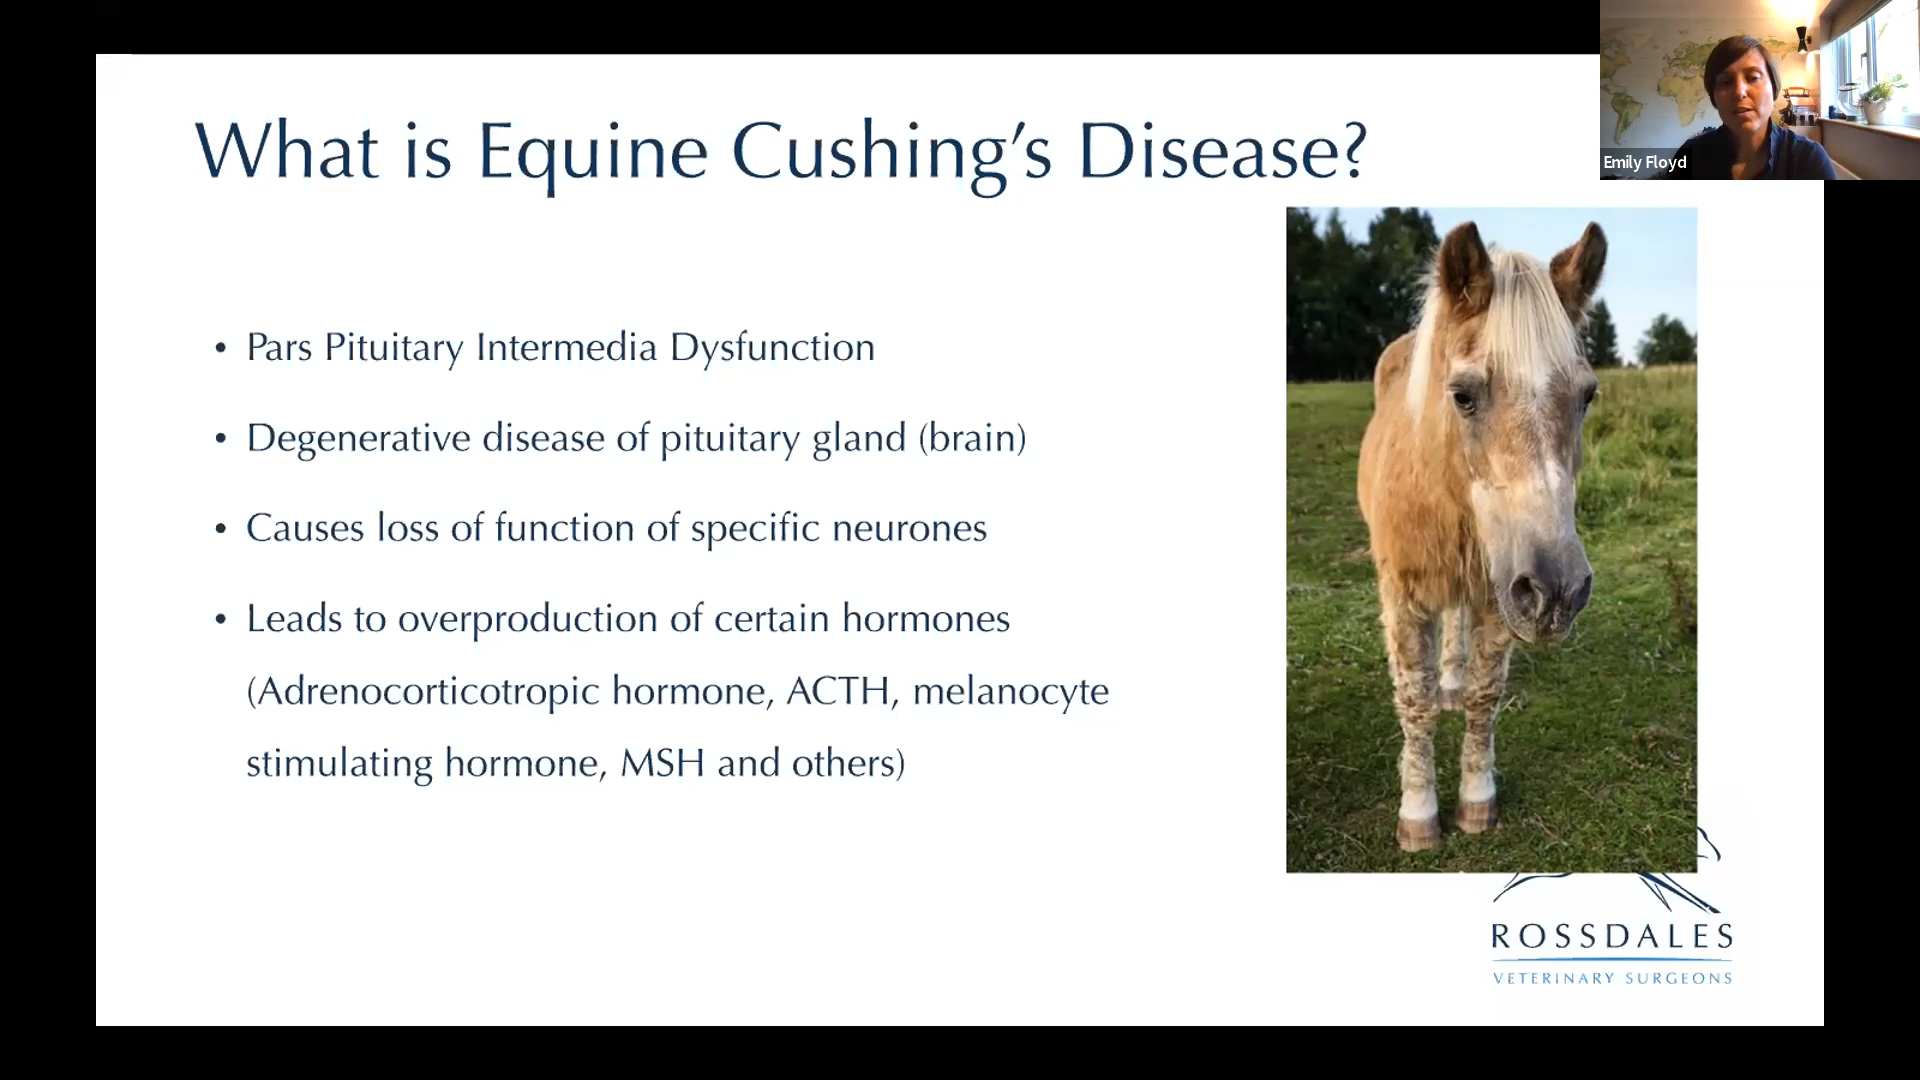 Emily Floyd
What is Equine Cushing’s Disease?
• Pars Pituitary Intermedia Dysfunction
• Degenerative disease of pituitary gland (brain)
• Causes loss of function of specific neurones
• Leads to overproduction of certain hormones
(Adrenocorticotropic hormone, ACTH, melanocyte
stimulating hormone, MSH and others)
ROSSDALES
VETERINARY SURGEONS